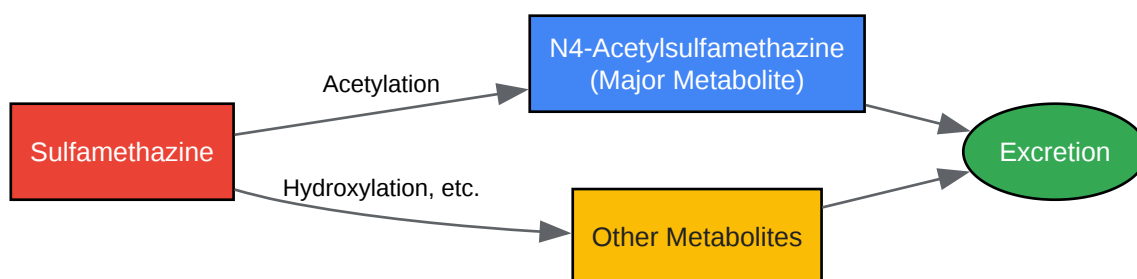 Sulfamethazine
Acetylation
Hydroxylation, etc.
N4-Acetylsulfamethazine
(Major Metabolite)
Other Metabolites
Excretion